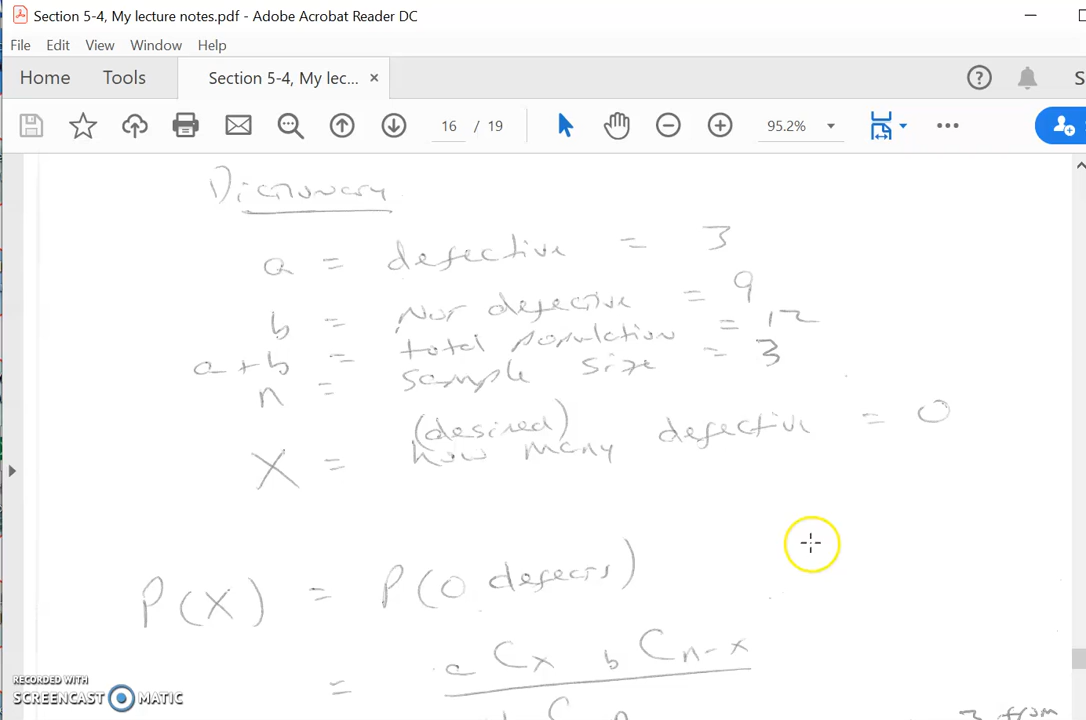 Section 5-4, My lecture notes.pdf - Adobe Acrobat Reader DC
File Edit View Window Help
Home Tools Section 5-4, My lec... ×
16 / 19 95.2%
Dictionary
a = defective = 3
b = Not defective = 9
a + b = total population = 12
n = sample size = 3
X = (desired) how many defective = 0
P(X) = P(0 defects)
= a C x b C n-x
C n
3 from
RECORDED WITH
SCREENCAST MATIC